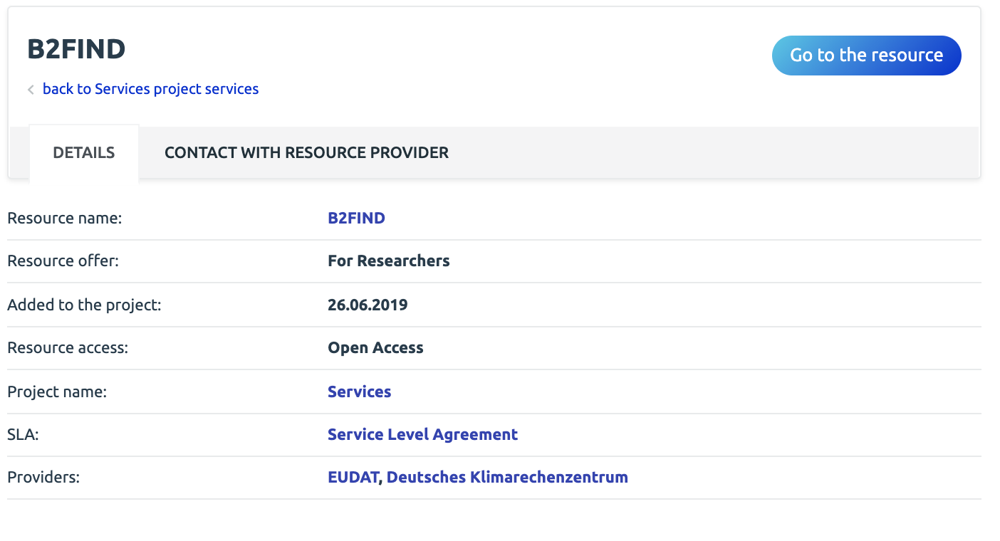 B2FIND
Go to the resource
back to Services project services
DETAILS
CONTACT WITH RESOURCE PROVIDER
Resource name: B2FIND
Resource offer: For Researchers
Added to the project: 26.06.2019
Resource access: Open Access
Project name: Services
SLA: Service Level Agreement
Providers: EUDAT, Deutsches Klimarechenzentrum